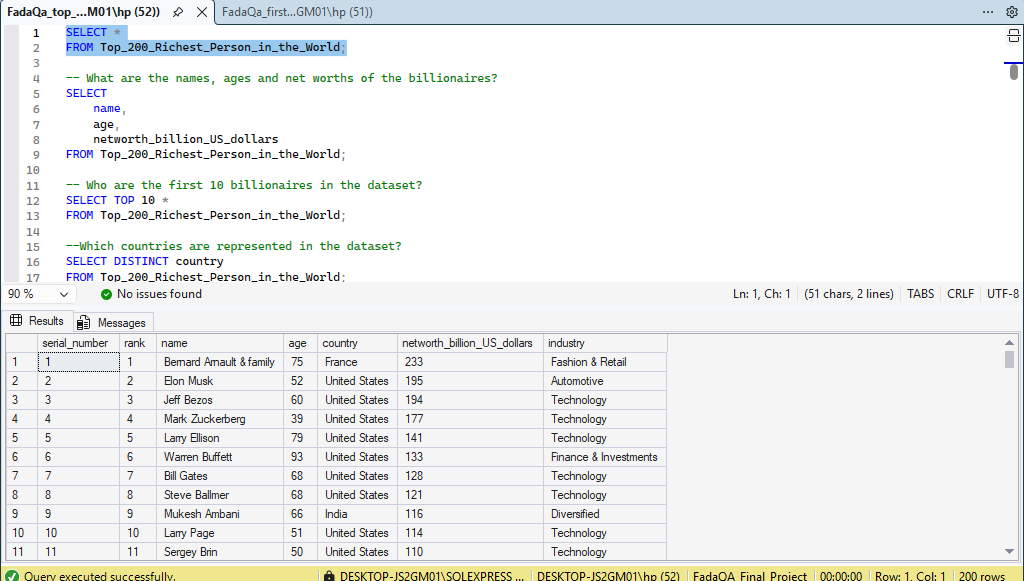 FadaQa_top_...M01\hp (52))
FadaQa_first...GM01\hp (51))
1 SELECT *
2 FROM Top_200_Richest_Person_in_the_World;
3
4 -- What are the names, ages and net worths of the billionaires?
5 SELECT
6 name,
7 age,
8 networth_billion_US_dollars
9 FROM Top_200_Richest_Person_in_the_World;
10
11 -- Who are the first 10 billionaires in the dataset?
12 SELECT TOP 10 *
13 FROM Top_200_Richest_Person_in_the_World;
14
15 --Which countries are represented in the dataset?
16 SELECT DISTINCT country
17 FROM Top_200_Richest_Person_in_the_World;
90 % No issues found Ln: 1, Ch: 1 (51 chars, 2 lines) TABS CRLF UTF-8
Results Messages
serial_number rank name age country networth_billion_US_dollars industry
1 1 1 Bernard Arnault & family 75 France 233 Fashion & Retail
2 2 2 Elon Musk 52 United States 195 Automotive
3 3 3 Jeff Bezos 60 United States 194 Technology
4 4 4 Mark Zuckerberg 39 United States 177 Technology
5 5 5 Larry Ellison 79 United States 141 Technology
6 6 6 Warren Buffett 93 United States 133 Finance & Investments
7 7 7 Bill Gates 68 United States 128 Technology
8 8 8 Steve Ballmer 68 United States 121 Technology
9 9 9 Mukesh Ambani 66 India 116 Diversified
10 10 10 Larry Page 51 United States 114 Technology
11 11 11 Sergey Brin 50 United States 110 Technology
Query executed successfully. DESKTOP-JS2GM01\SQLEXPRESS ... DESKTOP-JS2GM01\hp (52) FadaQA_Final_Project 00:00:00 Row: 1, Col: 1 200 rows